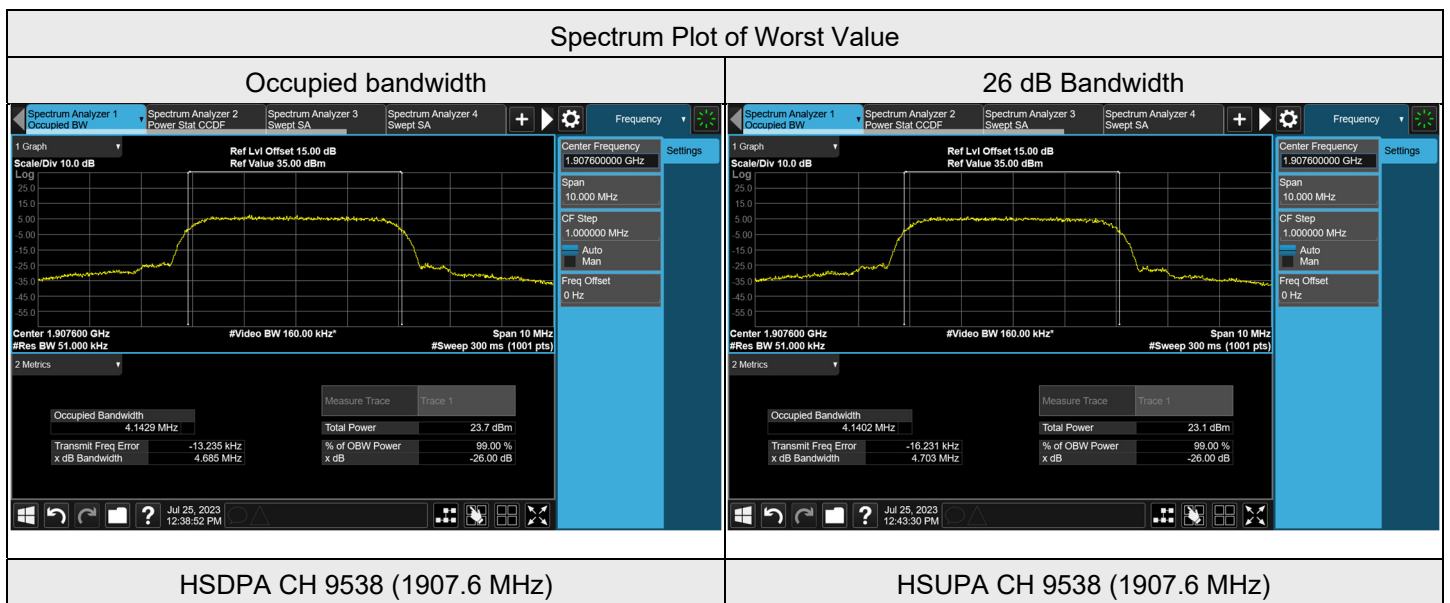 Spectrum Plot of Worst Value
Occupied bandwidth
26 dB Bandwidth
Spectrum Analyzer 1
Occupied BW
Spectrum Analyzer 2
Power Stat CCDF
Spectrum Analyzer 3
Swept SA
Spectrum Analyzer 4
Swept SA
+
Frequency
1 Graph
Scale/Div 10.0 dB
Ref Lvl Offset 15.00 dB
Ref Value 35.00 dBm
Log
25.0
15.0
5.00
-5.00
-15.0
-25.0
-35.0
-45.0
-55.0
Center 1.907600 GHz
#Res BW 51.000 kHz
#Video BW 160.00 kHz*
Span 10 MHz
#Sweep 300 ms (1001 pts)
Center Frequency
1.907600000 GHz
Settings
Span
10.000 MHz
CF Step
1.000000 MHz
Auto
Man
Freq Offset
0 Hz
2 Metrics
Measure Trace Trace 1
Occupied Bandwidth
4.1429 MHz
Total Power 23.7 dBm
Transmit Freq Error -13.235 kHz
% of OBW Power 99.00 %
x dB Bandwidth 4.685 MHz
x dB -26.00 dB
?
Jul 25, 2023
12:38:52 PM
Spectrum Analyzer 1
Occupied BW
Spectrum Analyzer 2
Power Stat CCDF
Spectrum Analyzer 3
Swept SA
Spectrum Analyzer 4
Swept SA
+
Frequency
1 Graph
Scale/Div 10.0 dB
Ref Lvl Offset 15.00 dB
Ref Value 35.00 dBm
Log
25.0
15.0
5.00
-5.00
-15.0
-25.0
-35.0
-45.0
-55.0
Center 1.907600 GHz
#Res BW 51.000 kHz
#Video BW 160.00 kHz*
Span 10 MHz
#Sweep 300 ms (1001 pts)
Center Frequency
1.907600000 GHz
Settings
Span
10.000 MHz
CF Step
1.000000 MHz
Auto
Man
Freq Offset
0 Hz
2 Metrics
Measure Trace Trace 1
Occupied Bandwidth
4.1402 MHz
Total Power 23.1 dBm
Transmit Freq Error -16.231 kHz
% of OBW Power 99.00 %
x dB Bandwidth 4.703 MHz
x dB -26.00 dB
?
Jul 25, 2023
12:43:30 PM
HSDPA CH 9538 (1907.6 MHz)
HSUPA CH 9538 (1907.6 MHz)